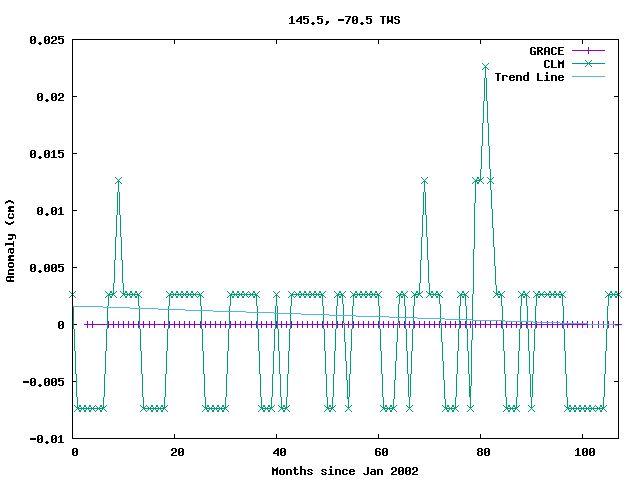 145.5, -70.5 TWS
GRACE
CLM
Trend Line
0.025
0.02
0.015
0.01
0.005
0
-0.005
-0.01
Anomaly (cm)
0 20 40 60 80 100
Months since Jan 2002